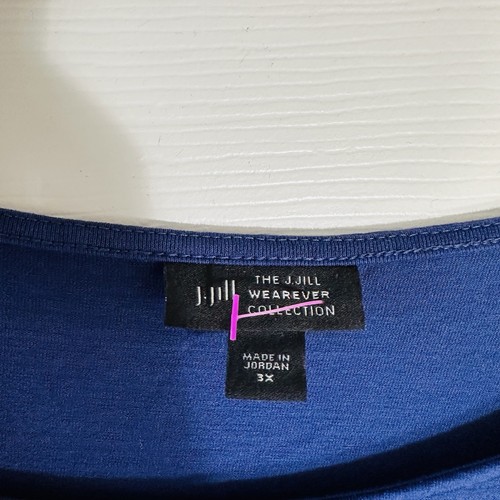 j.jill
THE J.JILL
WEAREVER
COLLECTION
MADE IN
JORDAN
3X